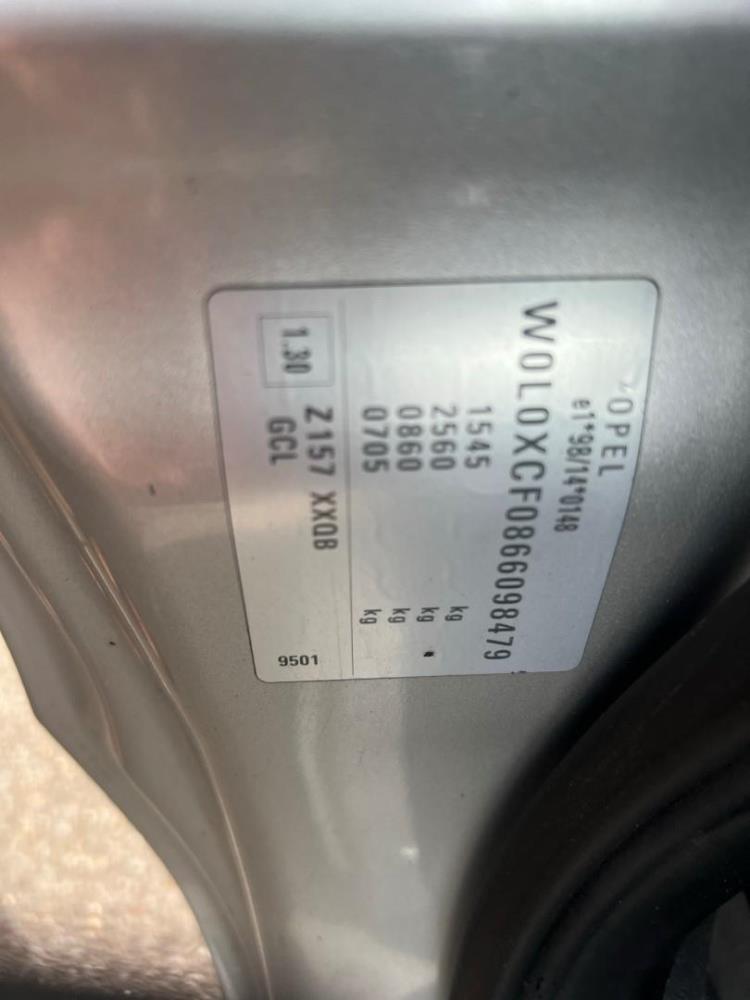 OPEL
e1*98/14*0148
W0L0XCF0866098479
1545 kg
2560 kg
0860 kg
0705 kg
1.30 Z157 XXQB
GCL
9501